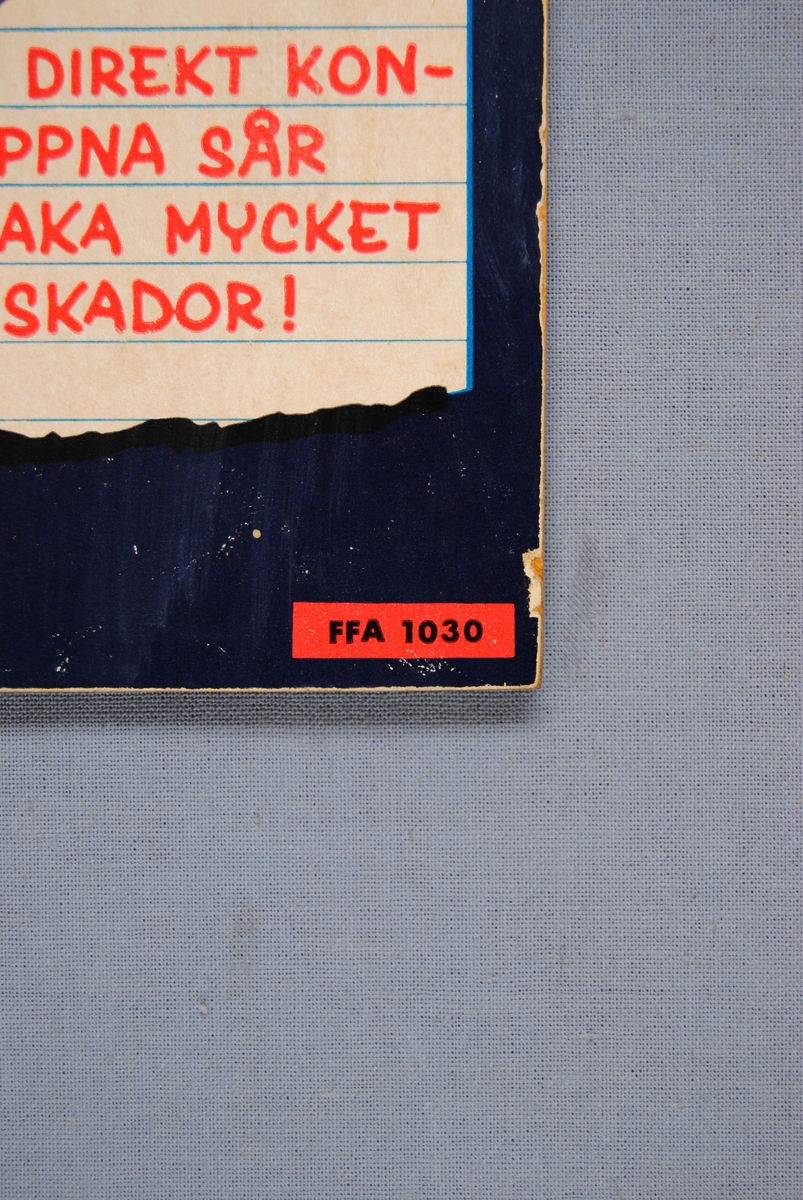 DIREKT KON-
PPNA SÅR
AKA MYCKET
SKADOR!
FFA 1030